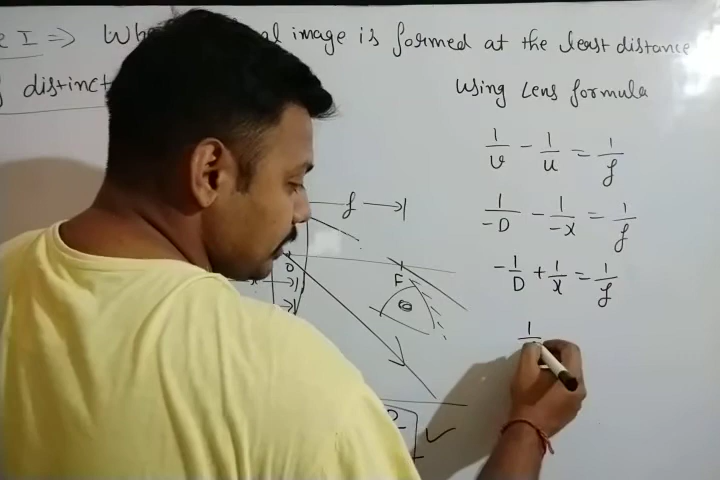 I => Wh al image is formed at the least distance
distinct
Using Lens formula
1/v - 1/u = 1/f
1/-D - 1/-x = 1/f
-1/D + 1/x = 1/f
1
f
D
F